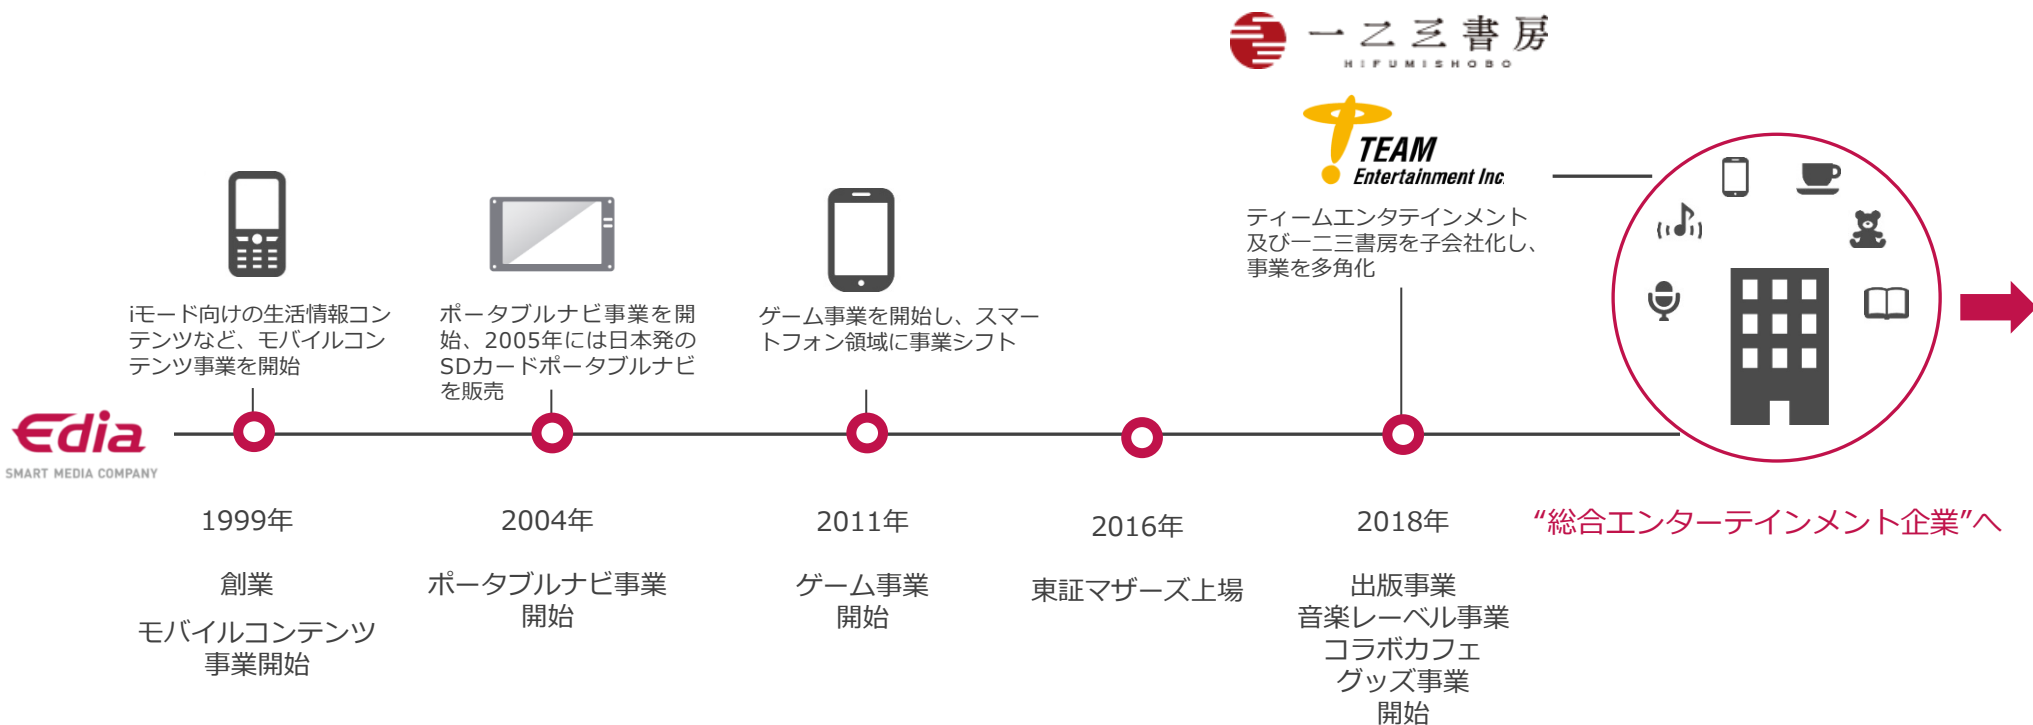 一二三書房
HIFUMISHOBO
TEAM
Entertainment Inc.
ティームエンタテインメント
及び一二三書房を子会社化し、
事業を多角化
iモード向けの生活情報コン
テンツなど、モバイルコン
テンツ事業を開始
ポータブルナビ事業を開
始、2005年には日本発の
SDカードポータブルナビ
を販売
ゲーム事業を開始し、スマー
トフォン領域に事業シフト
Edia
SMART MEDIA COMPANY
1999年
創業
モバイルコンテンツ
事業開始
2004年
ポータブルナビ事業
開始
2011年
ゲーム事業
開始
2016年
東証マザーズ上場
2018年
出版事業
音楽レーベル事業
コラボカフェ
グッズ事業
開始
“総合エンターテインメント企業”へ